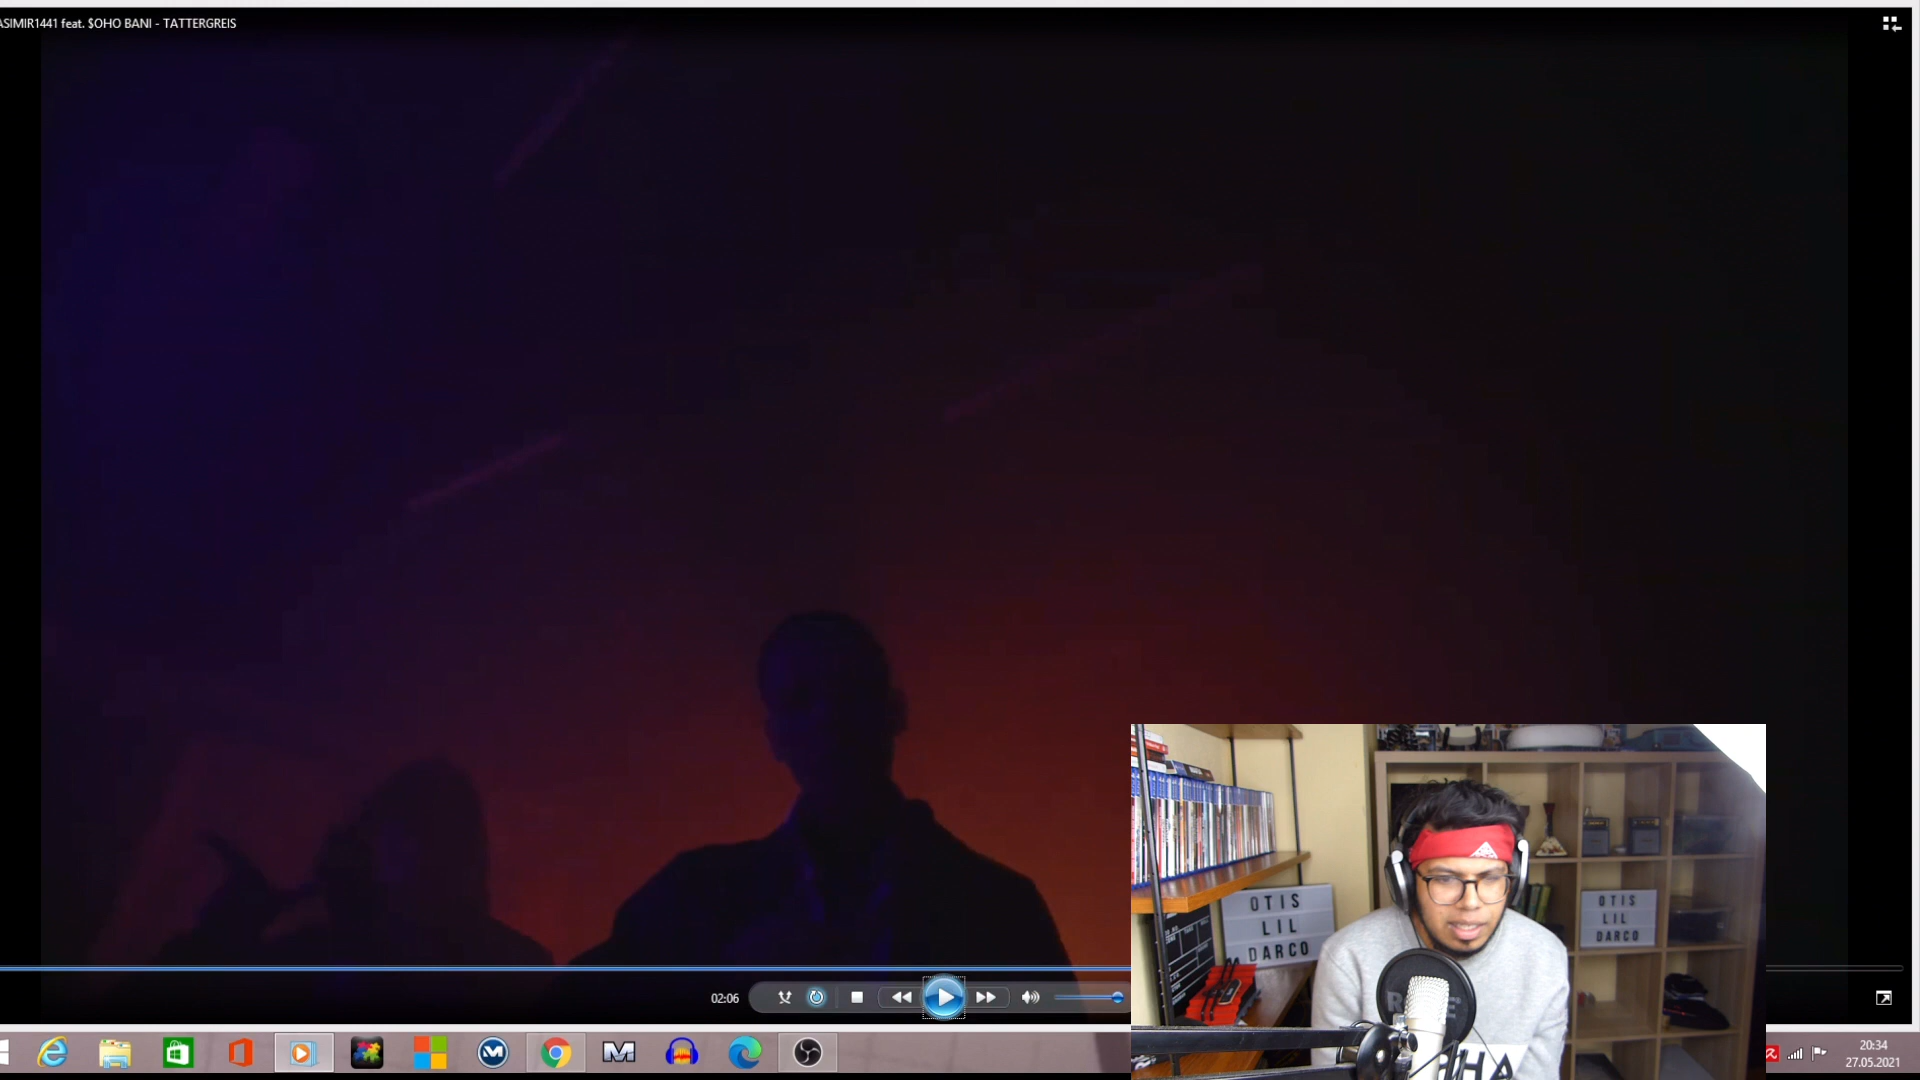 ASIMIR1441 feat. $OHO BANI - TATTERGREIS
OTIS
LIL
DARCO
OTIS
LIL
DARCO
02:06
20:34
27.05.2021